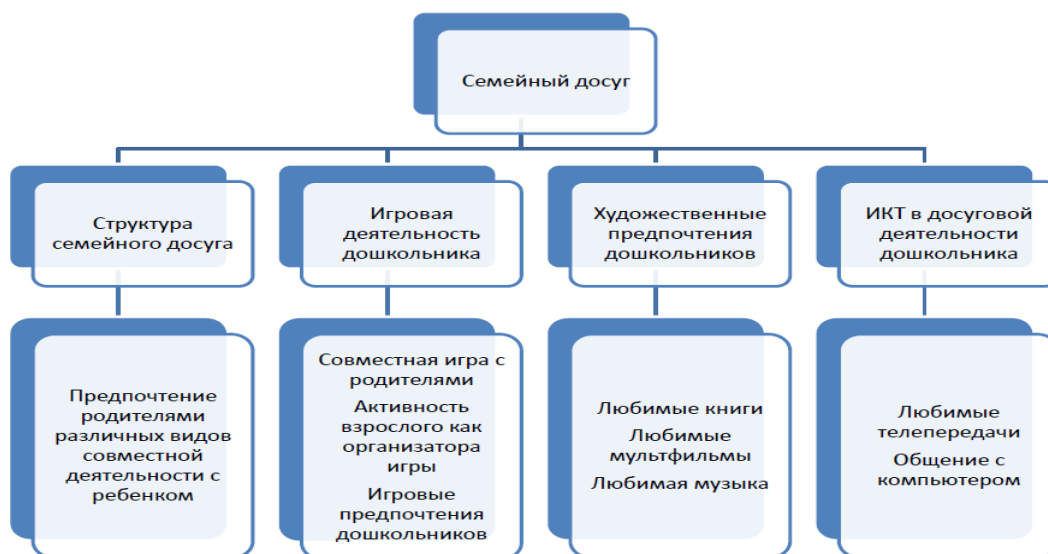 Семейный досуг
Структура
семейного досуга
Игровая
деятельность
дошкольника
Художественные
предпочтения
дошкольников
ИКТ в досуговой
деятельности
дошкольника
Предпочтение
родителями
различных видов
совместной
деятельности с
ребенком
Совместная игра с
родителями
Активность
взрослого как
организатора
игры
Игровые
предпочтения
дошкольников
Любимые книги
Любимые
мультфильмы
Любимая музыка
Любимые
телепередачи
Общение с
компьютером